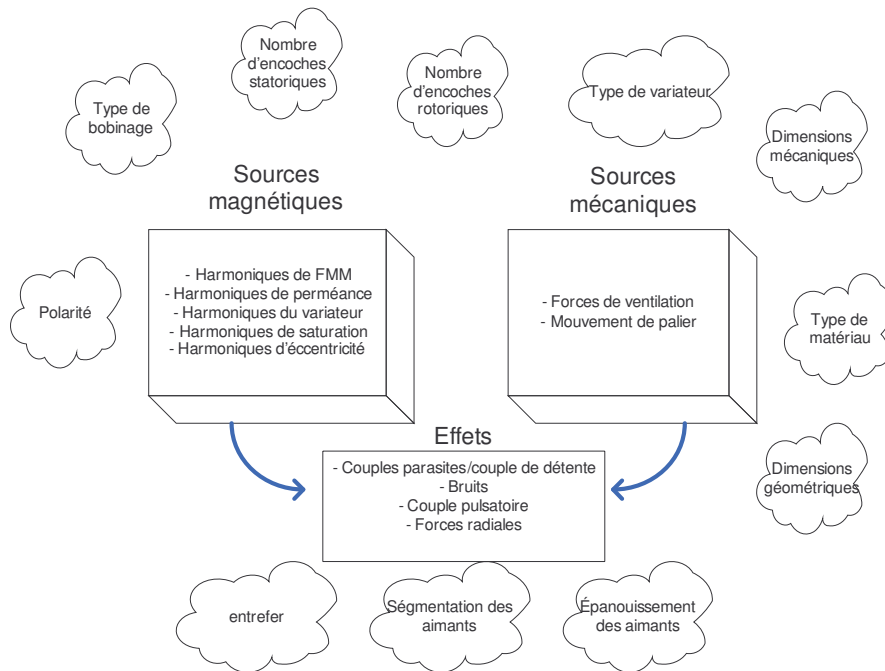 Nombre
d'encoches
statoriques
Nombre
d'encoches
rotoriques
Type de variateur
Type de
bobinage
Dimensions
mécaniques
Sources
magnétiques
Sources
mécaniques
- Harmoniques de FMM
- Harmoniques de perméance
- Harmoniques du variateur
- Harmoniques de saturation
- Harmoniques d'éccentricité
- Forces de ventilation
- Mouvement de palier
Polarité
Type de
matériau
Effets
- Couples parasites/couple de détente
- Bruits
- Couple pulsatoire
- Forces radiales
Dimensions
géométriques
entrefer
Ségmentation des
aimants
Épanouissement
des aimants